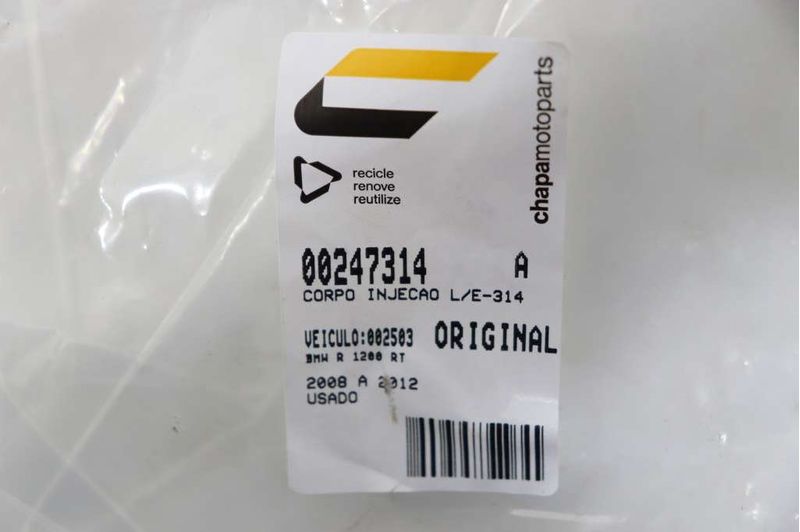 chapamotoparts
recicle
renove
reutilize
00247314 A
CORPO INJECAO L/E-314
VEICULO:002503 ORIGINAL
BMW R 1200 RT
2008 A 2012
USADO